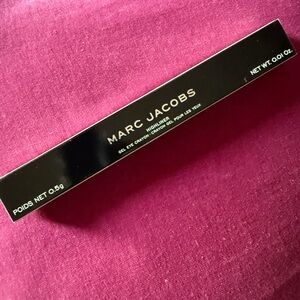 MARC JACOBS
HIGHLINER
GEL EYE CRAYON • CRAYON GEL POUR LES YEUX
POIDS NET 0.5g
NET WT. 0.01 Oz.